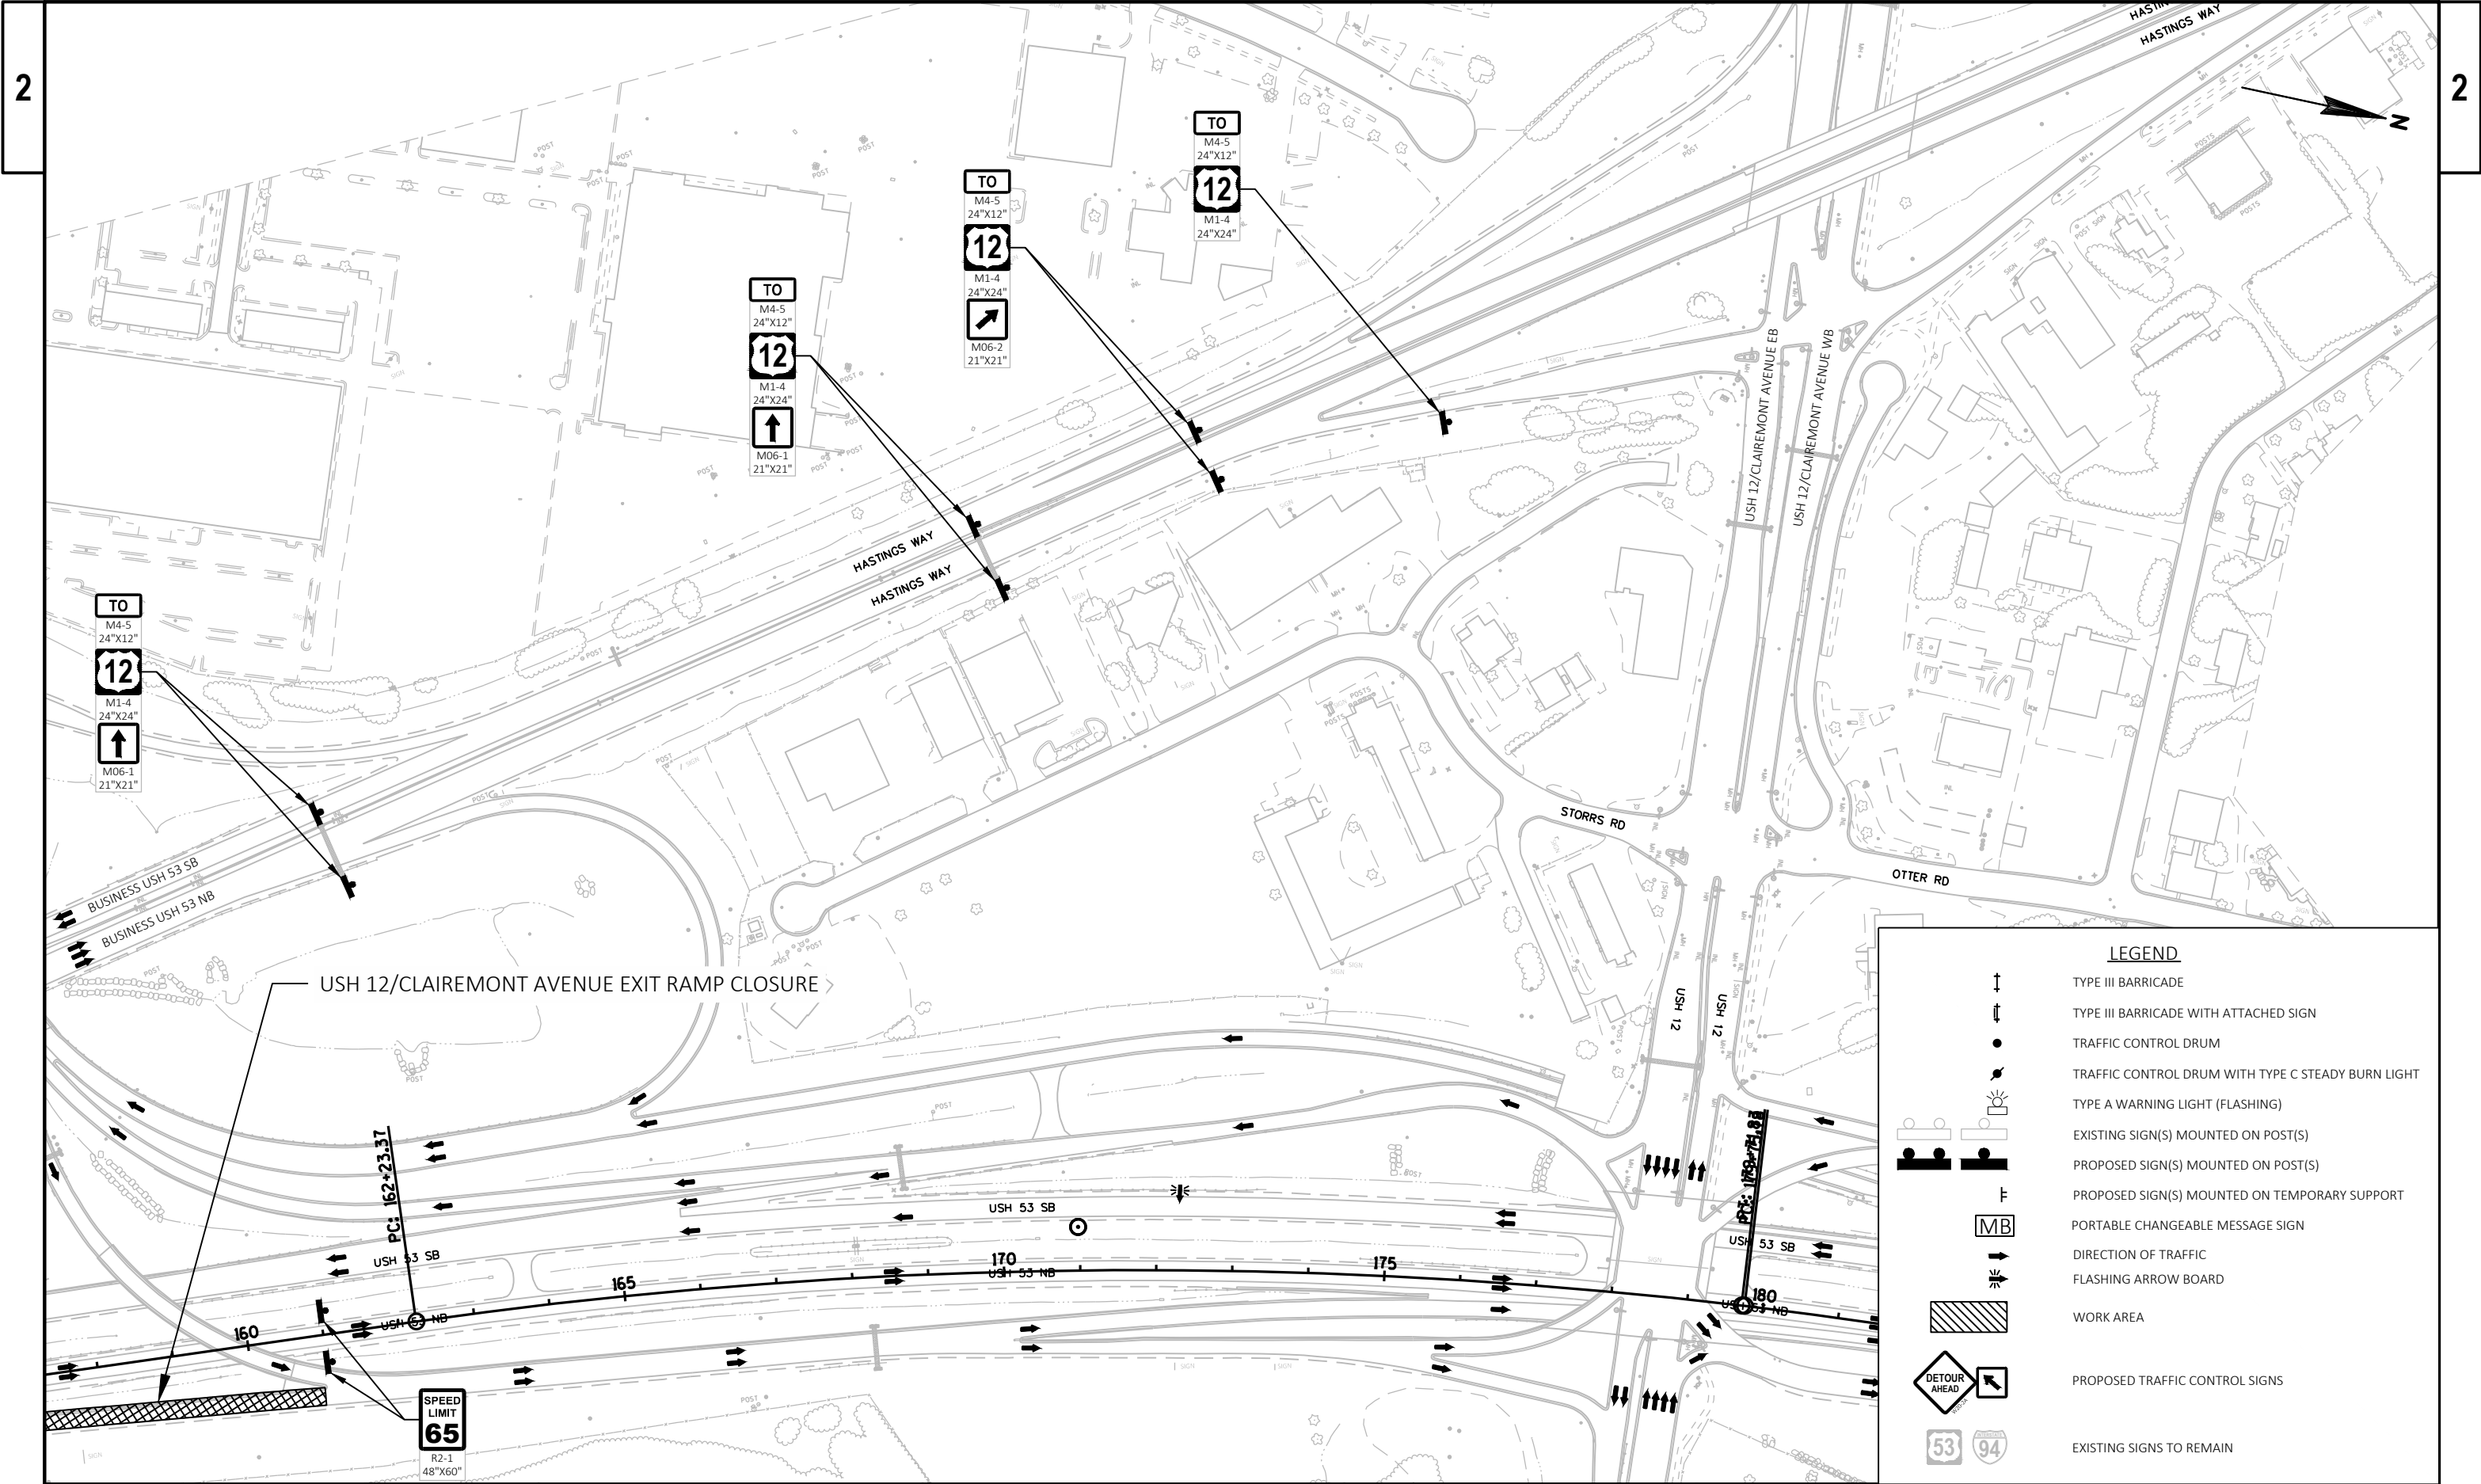 2
2
HASTINGS WAY
N
TO
M4-5
24"X12"
12
M1-4
24"X24"
TO
M4-5
24"X12"
12
M1-4
24"X24"
M06-2
21"X21"
TO
M4-5
24"X12"
12
M1-4
24"X24"
M06-1
21"X21"
TO
M4-5
24"X12"
12
M1-4
24"X24"
M06-1
21"X21"
USH 12/CLAIREMONT AVENUE EB
USH 12/CLAIREMONT AVENUE WB
HASTINGS WAY
HASTINGS WAY
BUSINESS USH 53 SB
BUSINESS USH 53 NB
STORRS RD
OTTER RD
USH 12/CLAIREMONT AVENUE EXIT RAMP CLOSURE
USH 12
USH 12
PC: 162+23.37
USH 53 SB
USH 53 SB
USH 53 SB
USH 53 NB
USH 53 NB
USH 53 NB
160
165
170
175
180
SPEED
LIMIT
65
R2-1
48"X60"
LEGEND
TYPE III BARRICADE
TYPE III BARRICADE WITH ATTACHED SIGN
TRAFFIC CONTROL DRUM
TRAFFIC CONTROL DRUM WITH TYPE C STEADY BURN LIGHT
TYPE A WARNING LIGHT (FLASHING)
EXISTING SIGN(S) MOUNTED ON POST(S)
PROPOSED SIGN(S) MOUNTED ON POST(S)
PROPOSED SIGN(S) MOUNTED ON TEMPORARY SUPPORT
MB
PORTABLE CHANGEABLE MESSAGE SIGN
DIRECTION OF TRAFFIC
FLASHING ARROW BOARD
WORK AREA
DETOUR
AHEAD
PROPOSED TRAFFIC CONTROL SIGNS
53
94
EXISTING SIGNS TO REMAIN